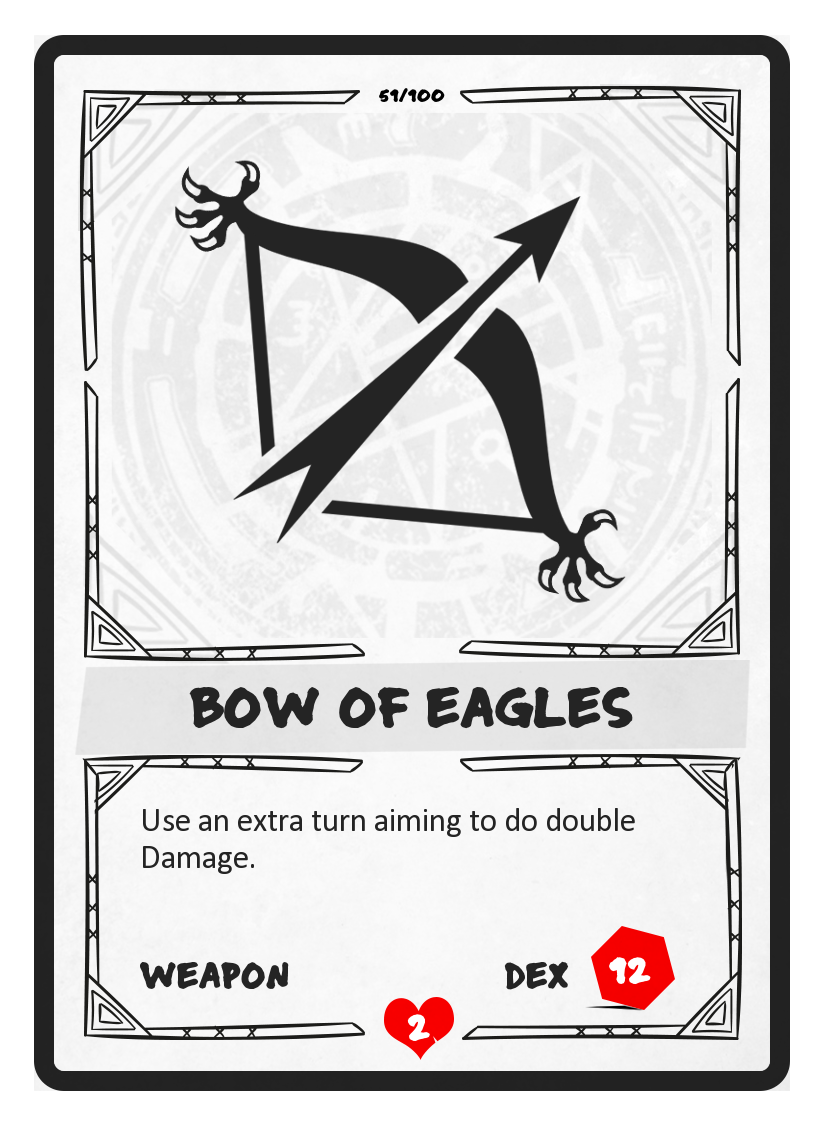 51/100
BOW OF EAGLES
Use an extra turn aiming to do double
Damage.
WEAPON
DEX
12
2